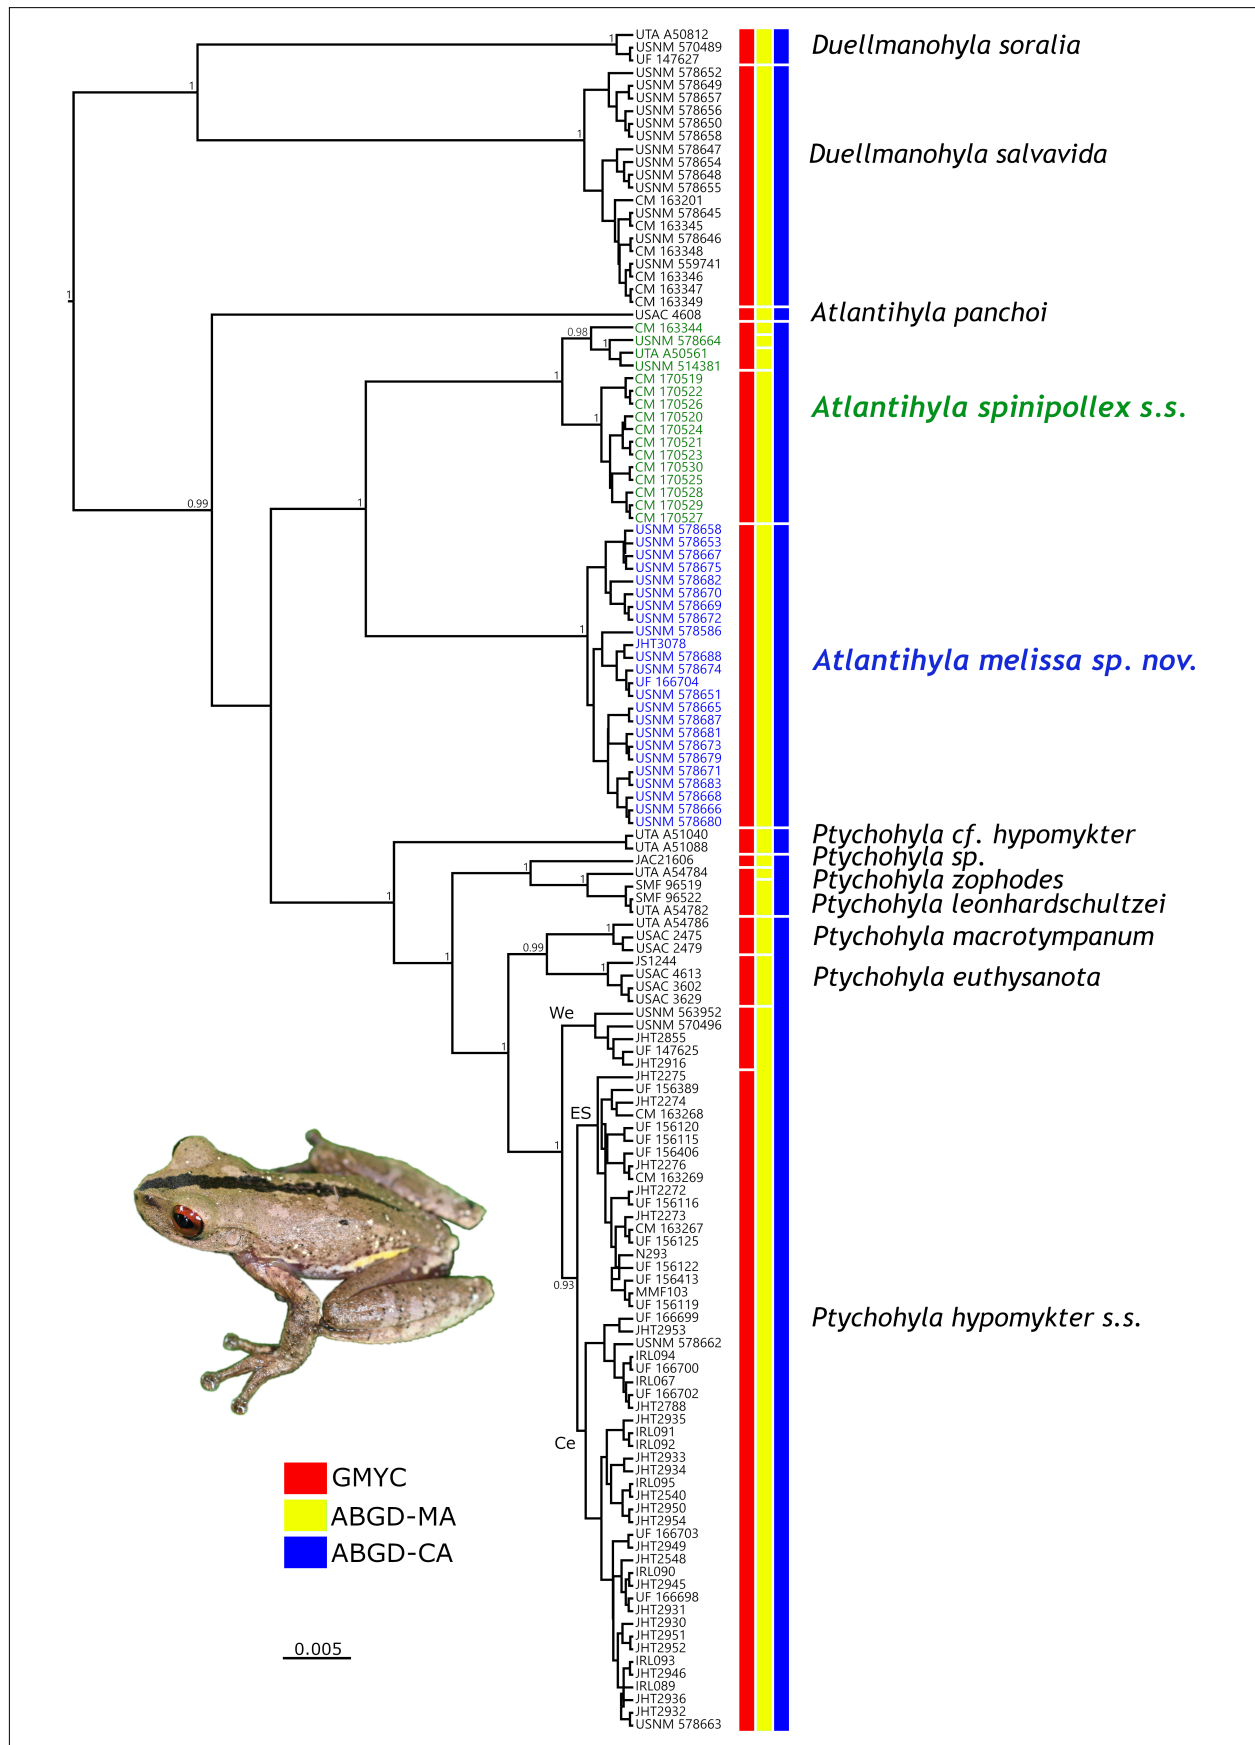 UTA A50812
USNM 570489
UF 147627
Duellmanohyla soralia
USNM 578652
USNM 578649
USNM 578657
USNM 578656
USNM 578650
USNM 578658
USNM 578647
USNM 578654
USNM 578648
USNM 578655
CM 163201
USNM 578645
CM 163345
USNM 578646
CM 163348
USNM 559741
CM 163346
CM 163347
CM 163349
Duellmanohyla salvavida
USAC 4608
Atlantihyla panchoi
CM 163344
USNM 578664
UTA A50561
USNM 514381
CM 170519
CM 170522
CM 170526
CM 170520
CM 170524
CM 170521
CM 170523
CM 170530
CM 170525
CM 170528
CM 170529
CM 170527
Atlantihyla spinipollex s.s.
USNM 578658
USNM 578653
USNM 578667
USNM 578675
USNM 578682
USNM 578670
USNM 578669
USNM 578672
USNM 578586
JHT3078
USNM 578688
USNM 578674
UF 166704
USNM 578651
USNM 578665
USNM 578687
USNM 578681
USNM 578673
USNM 578679
USNM 578671
USNM 578683
USNM 578668
USNM 578666
USNM 578680
Atlantihyla melissa sp. nov.
UTA A51040
UTA A51088
Ptychohyla cf. hypomykter
JAC21606
Ptychohyla sp.
UTA A54784
Ptychohyla zophodes
SMF 96519
SMF 96522
UTA A54782
Ptychohyla leonhardschultzei
UTA A54786
USAC 2475
USAC 2479
Ptychohyla macrotympanum
JS1244
USAC 4613
USAC 3602
USAC 3629
Ptychohyla euthysanota
USNM 563952
USNM 570496
JHT2855
UF 147625
JHT2916
JHT2275
UF 156389
JHT2274
CM 163268
UF 156120
UF 156115
UF 156406
JHT2276
CM 163269
JHT2272
UF 156116
JHT2273
CM 163267
UF 156125
N293
UF 156122
UF 156413
MMF103
UF 156119
UF 166699
JHT2953
USNM 578662
IRL094
UF 166700
IRL067
UF 166702
JHT2788
JHT2935
IRL091
IRL092
JHT2933
JHT2934
IRL095
JHT2540
JHT2950
JHT2954
UF 166703
JHT2949
JHT2548
IRL090
JHT2945
UF 166698
JHT2931
JHT2930
JHT2951
JHT2952
IRL093
JHT2946
IRL089
JHT2936
JHT2932
USNM 578663
Ptychohyla hypomykter s.s.
1
1
1
1
0.98
1
1
1
1
0.99
1
1
1
1
1
0.99
1
1
1
We
ES
1
0.93
Ce
GMYC
ABGD-MA
ABGD-CA
0.005